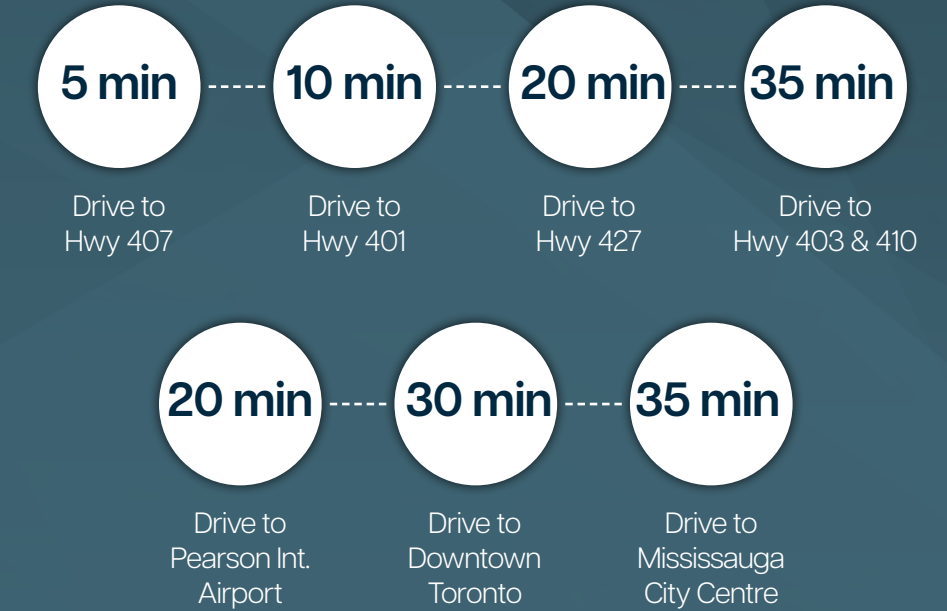 5 min
10 min
20 min
35 min
Drive to
Hwy 407
Drive to
Hwy 401
Drive to
Hwy 427
Drive to
Hwy 403 & 410
20 min
30 min
35 min
Drive to
Pearson Int.
Airport
Drive to
Downtown
Toronto
Drive to
Mississauga
City Centre